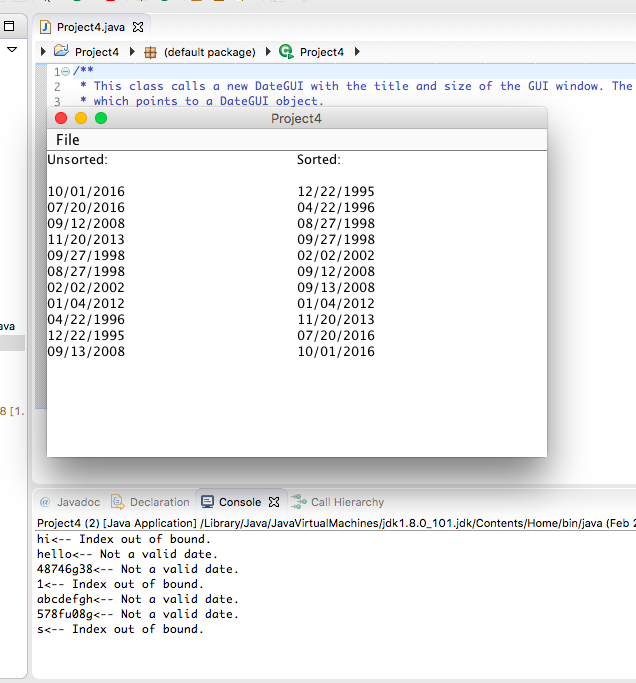 Project4.java
Project4 (default package) Project4
1 /**
2 * This class calls a new DateGUI with the title and size of the GUI window. The
3 * which points to a DateGUI object.
Project4
File
Unsorted: Sorted:
10/01/2016 12/22/1995
07/20/2016 04/22/1996
09/12/2008 08/27/1998
11/20/2013 09/27/1998
09/27/1998 02/02/2002
08/27/1998 09/12/2008
02/02/2002 09/13/2008
01/04/2012 01/04/2012
04/22/1996 11/20/2013
12/22/1995 07/20/2016
09/13/2008 10/01/2016
ava
8 [1.
@ Javadoc Declaration Console Call Hierarchy
Project4 (2) [Java Application] /Library/Java/JavaVirtualMachines/jdk1.8.0_101.jdk/Contents/Home/bin/java (Feb 2
hi<-- Index out of bound.
hello<-- Not a valid date.
48746g38<-- Not a valid date.
1<-- Index out of bound.
abcdefgh<-- Not a valid date.
578fu08g<-- Not a valid date.
s<-- Index out of bound.